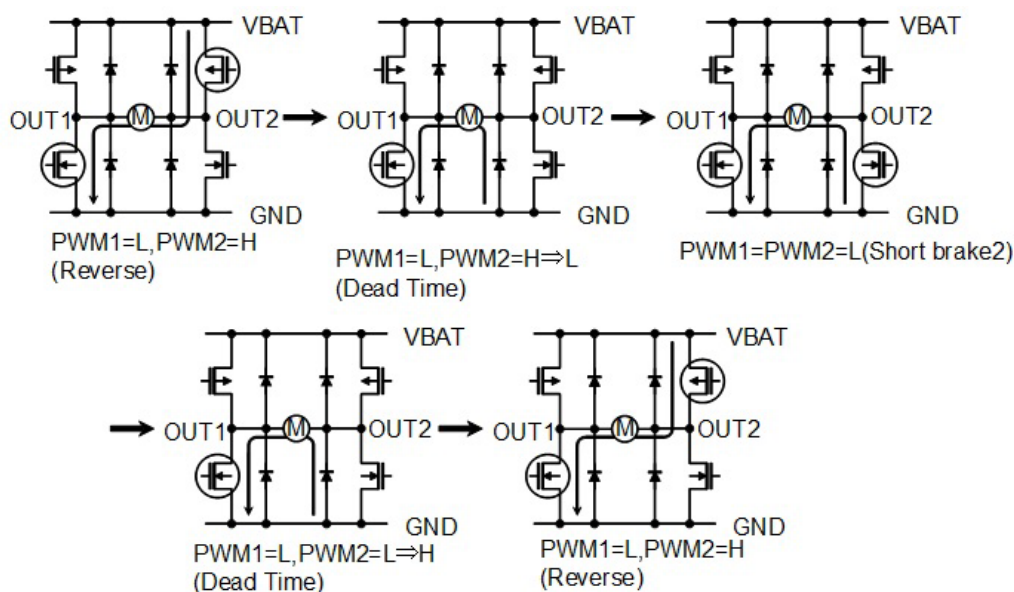 VBAT
OUT1
M
OUT2
GND
PWM1=L,PWM2=H
(Reverse)
VBAT
OUT1
M
OUT2
GND
PWM1=L,PWM2=H⇒L
(Dead Time)
VBAT
OUT1
M
OUT2
GND
PWM1=PWM2=L(Short brake2)
VBAT
OUT1
M
OUT2
GND
PWM1=L,PWM2=L⇒H
(Dead Time)
VBAT
OUT1
M
OUT2
GND
PWM1=L,PWM2=H
(Reverse)